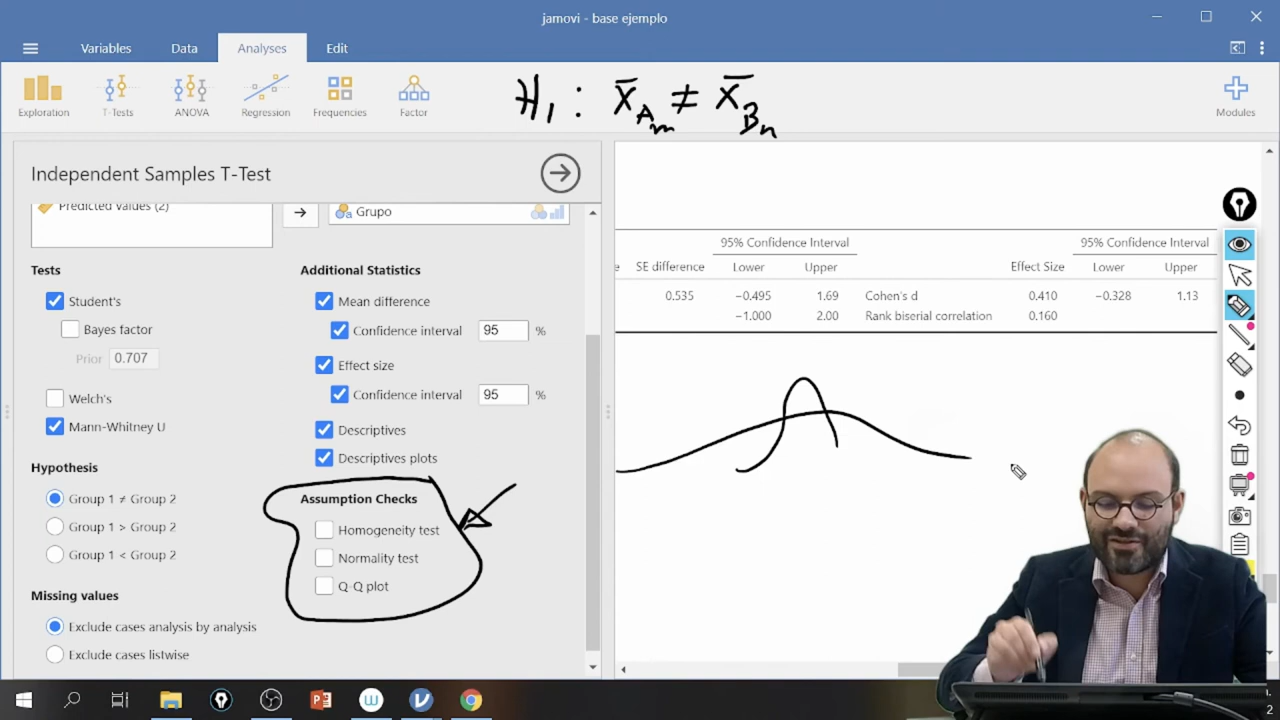 jamovi - base ejemplo
Variables Data Analyses Edit
Exploration T-Tests ANOVA Regression Frequencies Factor Modules
H₁ : X̄Aₘ ≠ X̄Bₙ
Independent Samples T-Test
Predicted Values (2)
Grupo
Tests
Student's
Bayes factor
Prior 0.707
Welch's
Mann-Whitney U
Hypothesis
Group 1 ≠ Group 2
Group 1 > Group 2
Group 1 < Group 2
Missing values
Exclude cases analysis by analysis
Exclude cases listwise
Additional Statistics
Mean difference
Confidence interval 95 %
Effect size
Confidence interval 95 %
Descriptives
Descriptives plots
Assumption Checks
Homogeneity test
Normality test
Q-Q plot
95% Confidence Interval 95% Confidence Interval
e SE difference Lower Upper Effect Size Lower Upper
0.535 −0.495 1.69 Cohen's d 0.410 −0.328 1.13
−1.000 2.00 Rank biserial correlation 0.160